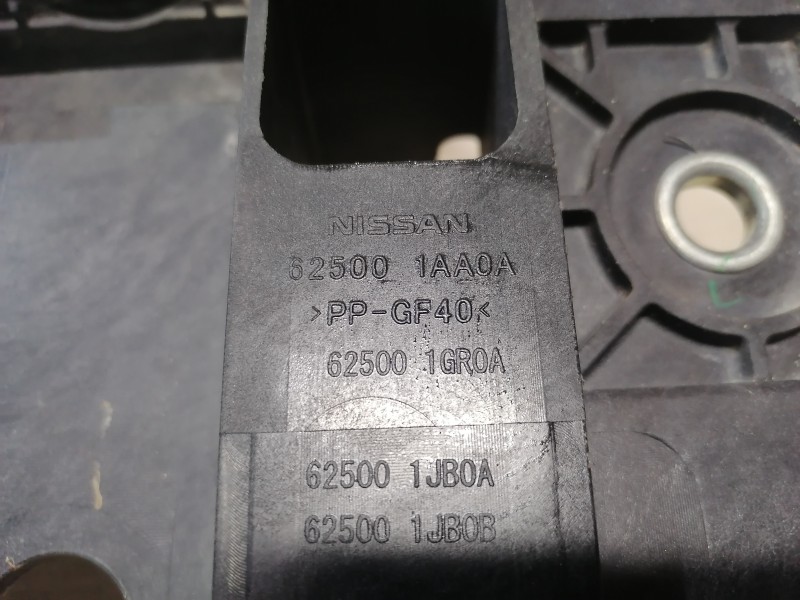 NISSAN
62500 1AA0A
>PP-GF40<
62500 1GR0A
62500 1JB0A
62500 1JB0B